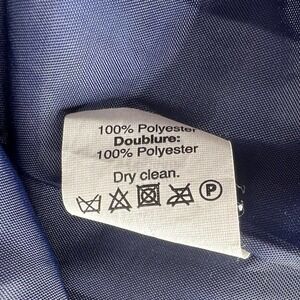 100% Polyester
Doublure:
100% Polyester
Dry clean.
P